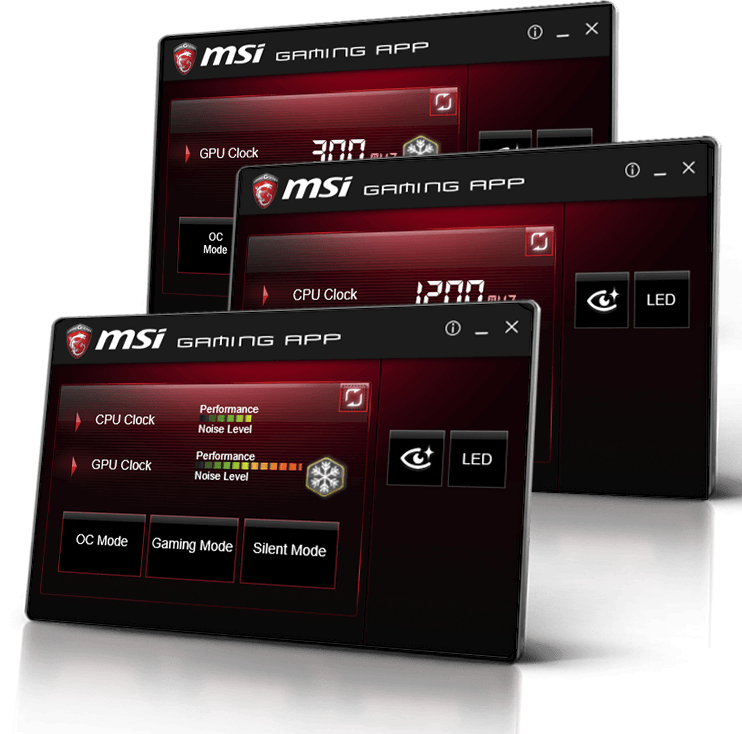 msi GAMING APP
GPU Clock 300 MHZ
OC
Mode
msi GAMING APP
CPU Clock 1200 MHZ
LED
msi GAMING APP
CPU Clock
Performance
Noise Level
GPU Clock
Performance
Noise Level
LED
OC Mode
Gaming Mode
Silent Mode